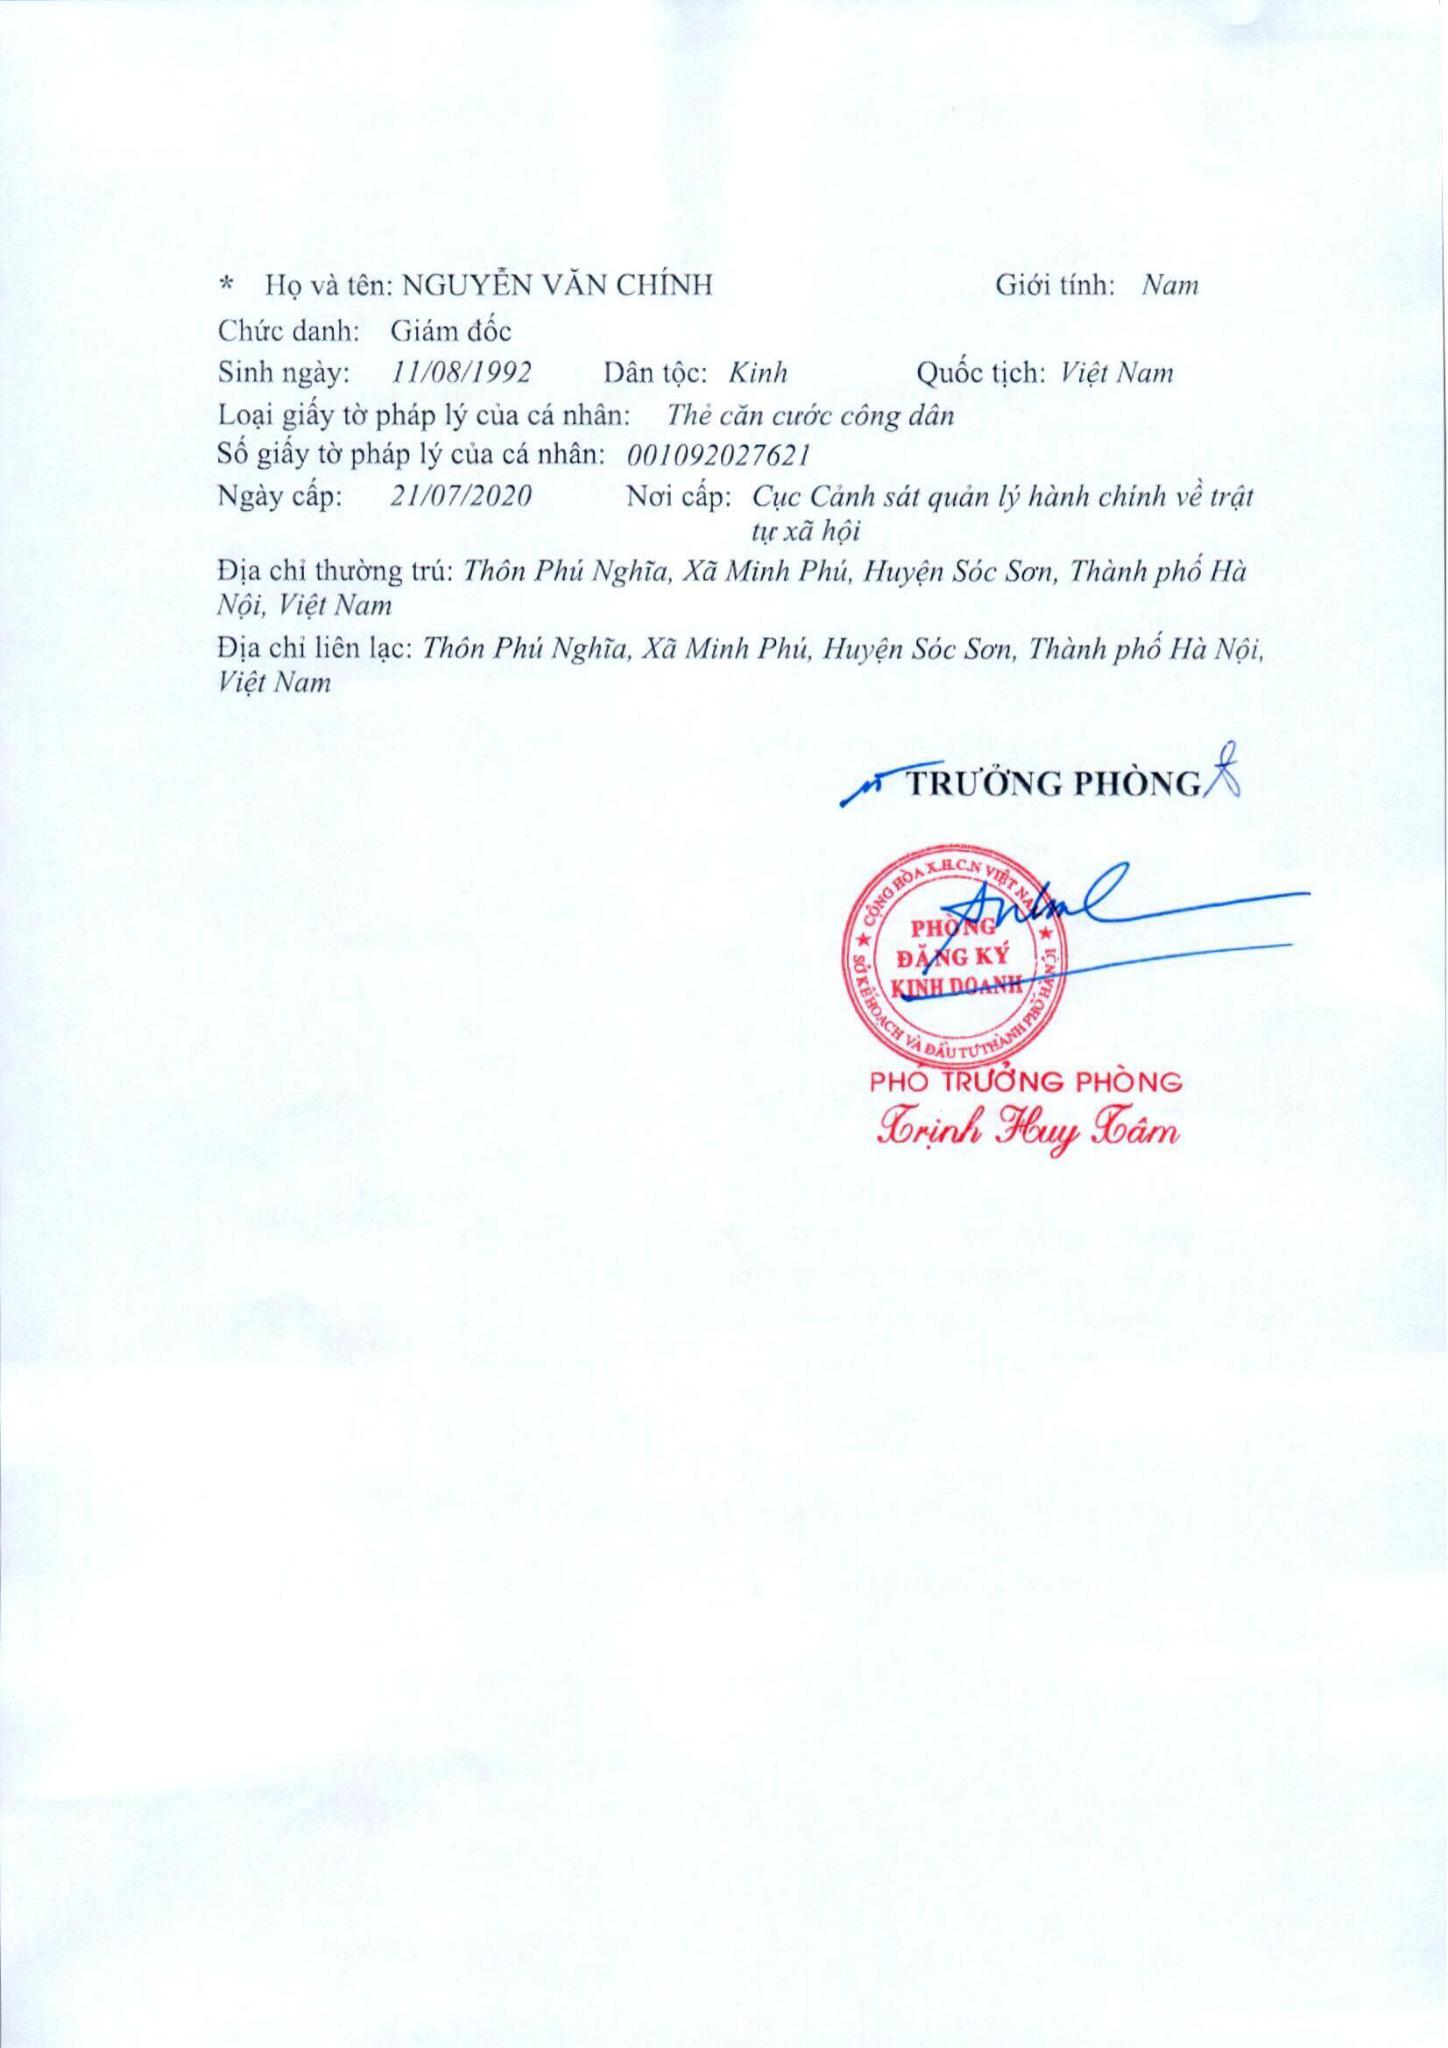 * Họ và tên: NGUYỄN VĂN CHÍNH Giới tính: Nam
Chức danh: Giám đốc
Sinh ngày: 11/08/1992 Dân tộc: Kinh Quốc tịch: Việt Nam
Loại giấy tờ pháp lý của cá nhân: Thẻ căn cước công dân
Số giấy tờ pháp lý của cá nhân: 001092027621
Ngày cấp: 21/07/2020 Nơi cấp: Cục Cảnh sát quản lý hành chính về trật
tự xã hội
Địa chỉ thường trú: Thôn Phú Nghĩa, Xã Minh Phú, Huyện Sóc Sơn, Thành phố Hà
Nội, Việt Nam
Địa chỉ liên lạc: Thôn Phú Nghĩa, Xã Minh Phú, Huyện Sóc Sơn, Thành phố Hà Nội,
Việt Nam
TRƯỞNG PHÒNG
CỘNG HÒA X.H.C.N VIỆT NAM
PHÒNG
ĐĂNG KÝ
KINH DOANH
SỞ KẾ HOẠCH VÀ ĐẦU TƯ THÀNH PHỐ HÀ NỘI
PHÓ TRƯỞNG PHÒNG
Trịnh Huy Tâm